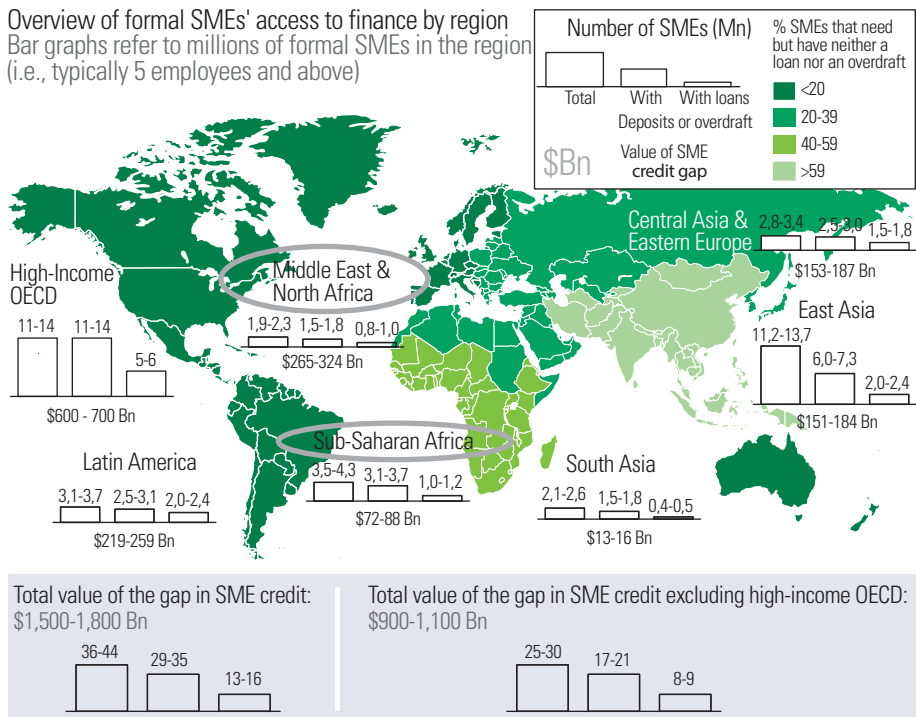 Overview of formal SMEs' access to finance by region
Bar graphs refer to millions of formal SMEs in the region
(i.e., typically 5 employees and above)
Number of SMEs (Mn)
Total With With loans
Deposits or overdraft
$Bn
Value of SME
credit gap
% SMEs that need
but have neither a
loan nor an overdraft
<20
20-39
40-59
>59
Central Asia &
Eastern Europe
2,8-3,4 2,5-3,0 1,5-1,8
$153-187 Bn
High-Income
OECD
11-14 11-14 5-6
$600 - 700 Bn
Middle East &
North Africa
1,9-2,3 1,5-1,8 0,8-1,0
$265-324 Bn
East Asia
11,2-13,7 6,0-7,3 2,0-2,4
$151-184 Bn
Latin America
3,1-3,7 2,5-3,1 2,0-2,4
$219-259 Bn
Sub-Saharan Africa
3,5-4,3 3,1-3,7 1,0-1,2
$72-88 Bn
South Asia
2,1-2,6 1,5-1,8 0,4-0,5
$13-16 Bn
Total value of the gap in SME credit:
$1,500-1,800 Bn
36-44 29-35 13-16
Total value of the gap in SME credit excluding high-income OECD:
$900-1,100 Bn
25-30 17-21 8-9